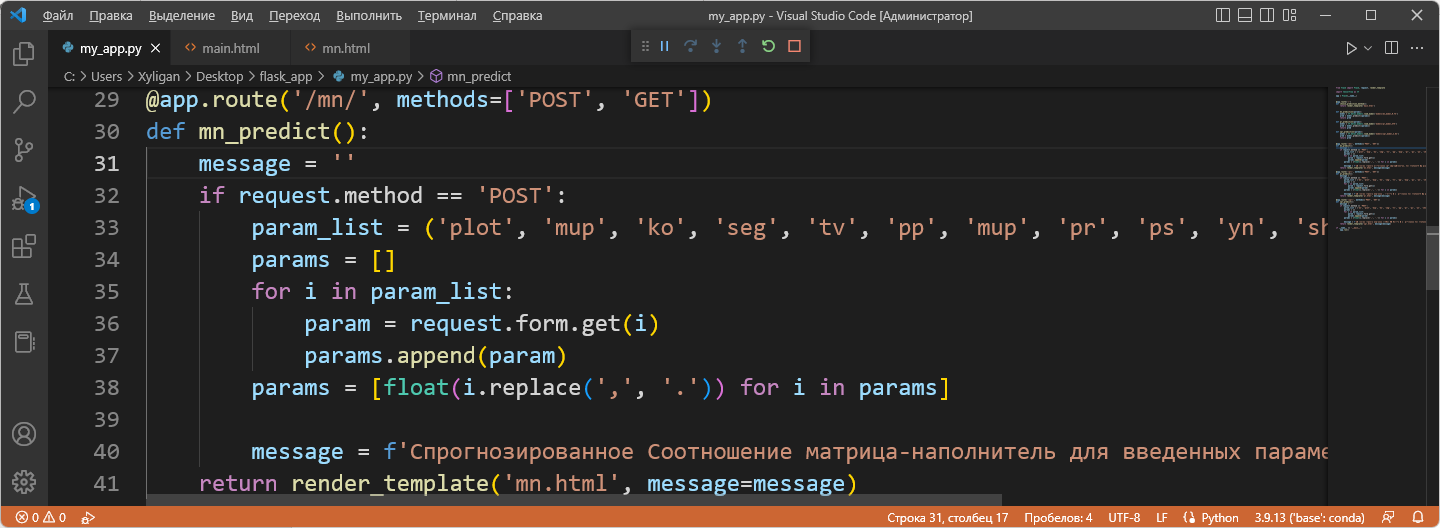 Файл Правка Выделение Вид Переход Выполнить Терминал Справка my_app.py - Visual Studio Code [Администратор]
my_app.py main.html mn.html
C: > Users > Xyligan > Desktop > flask_app > my_app.py > mn_predict
29 @app.route('/mn/', methods=['POST', 'GET'])
30 def mn_predict():
31 message = ''
32 if request.method == 'POST':
33 param_list = ('plot', 'mup', 'ko', 'seg', 'tv', 'pp', 'mup', 'pr', 'ps', 'yn', 'sh
34 params = []
35 for i in param_list:
36 param = request.form.get(i)
37 params.append(param)
38 params = [float(i.replace(',', '.')) for i in params]
39
40 message = f'Спрогнозированное Соотношение матрица-наполнитель для введенных параме
41 return render_template('mn.html', message=message)
1
0 0 Строка 31, столбец 17 Пробелов: 4 UTF-8 LF Python 3.9.13 ('base': conda)